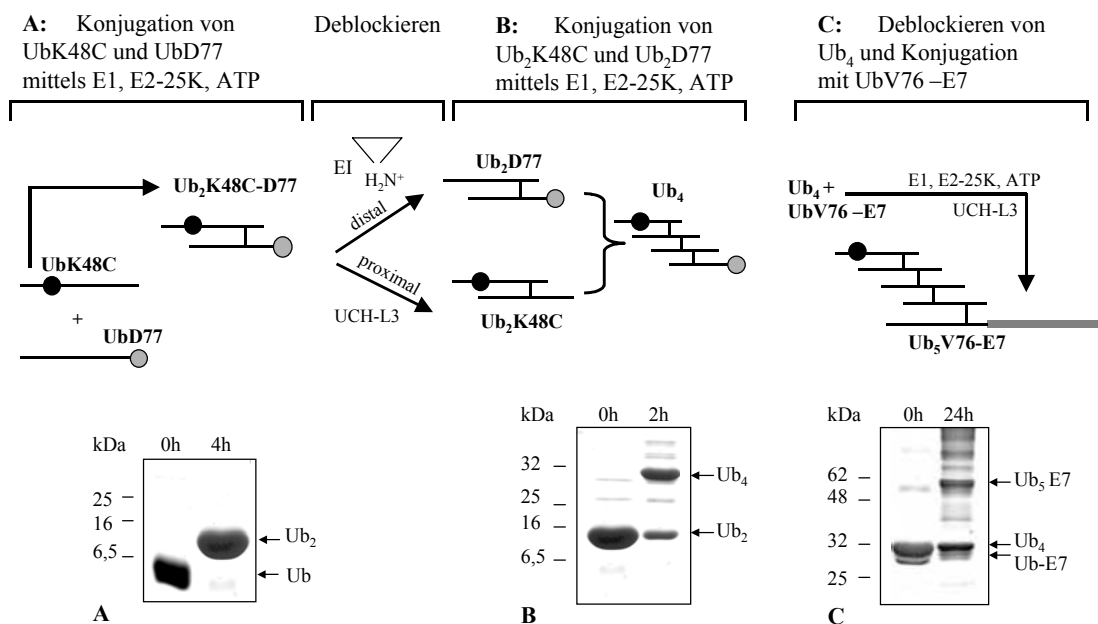 A: Konjugation von
UbK48C und UbD77
mittels E1, E2-25K, ATP
Deblockieren
B: Konjugation von
Ub2K48C und Ub2D77
mittels E1, E2-25K, ATP
C: Deblockieren von
Ub4 und Konjugation
mit UbV76 –E7
Ub2K48C-D77
UbK48C
+
UbD77
EI
H2N+
distal
proximal
UCH-L3
Ub2D77
Ub2K48C
Ub4
Ub4 +
UbV76 –E7
E1, E2-25K, ATP
UCH-L3
Ub5V76-E7
kDa 0h 4h
25
16
6,5
Ub2
Ub
A
kDa 0h 2h
32
25
16
6,5
Ub4
Ub2
B
kDa 0h 24h
62
48
32
25
Ub5 E7
Ub4
Ub-E7
C